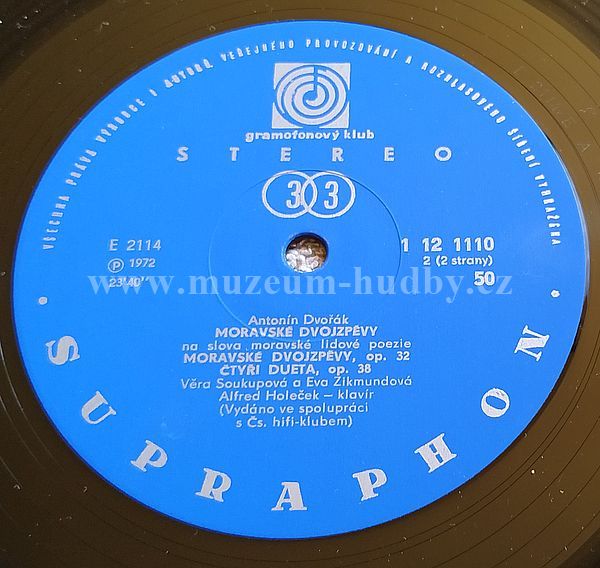 VŠECHNA PRÁVA VÝROBCE I AUTORŮ VEŘEJNÉHO PROVOZOVÁNÍ A ROZHLASOVÉHO ŠÍŘENÍ VYHRAŽENA
gramofonový klub
STEREO
33
E 2114
1 12 1110
℗ 1972
2 (2 strany)
23'40"
50
www.muzeum-hudby.cz
Antonín Dvořák
MORAVSKÉ DVOJZPĚVY
na slova moravské lidové poezie
MORAVSKÉ DVOJZPĚVY, op. 32
ČTYŘI DUETA, op. 38
Věra Soukupová a Eva Zikmundová
Alfred Holeček – klavír
(Vydáno ve spolupráci
s Čs. hifi-klubem)
• SUPRAPHON •